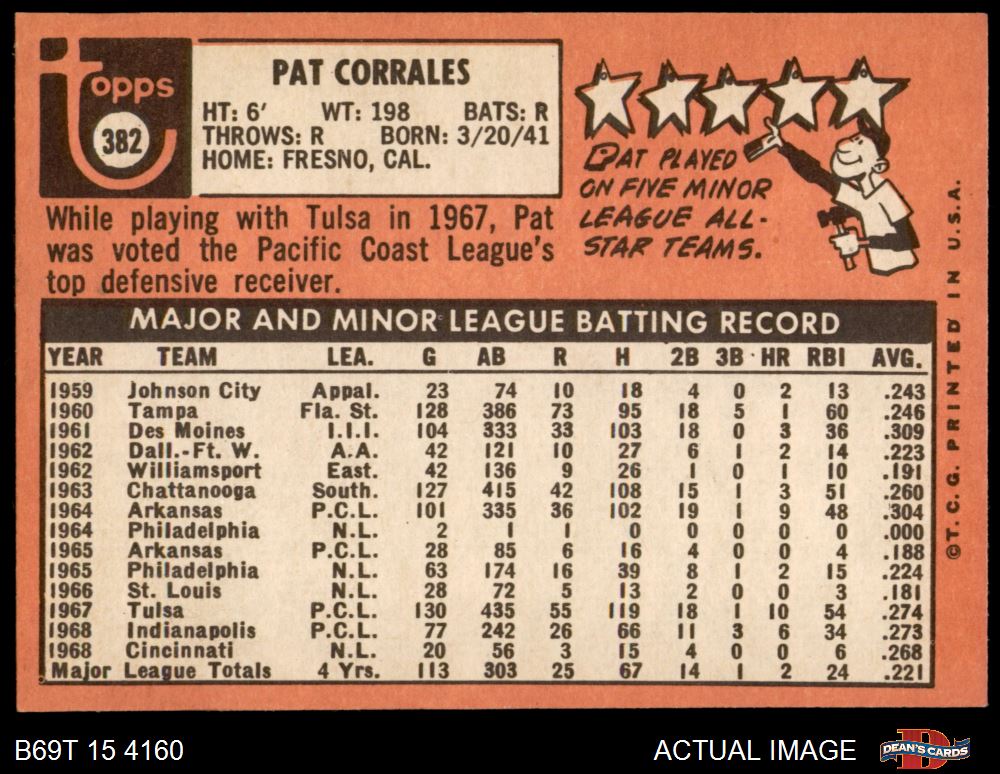 Topps
382
PAT CORRALES
HT: 6' WT: 198 BATS: R
THROWS: R BORN: 3/20/41
HOME: FRESNO, CAL.
While playing with Tulsa in 1967, Pat
was voted the Pacific Coast League's
top defensive receiver.
PAT PLAYED
ON FIVE MINOR
LEAGUE ALL-
STAR TEAMS.
MAJOR AND MINOR LEAGUE BATTING RECORD
YEAR TEAM LEA. G AB R H 2B 3B HR RBI AVG.
1959 Johnson City Appal. 23 74 10 18 4 0 2 13 .243
1960 Tampa Fla. St. 128 386 73 95 18 5 1 60 .246
1961 Des Moines I.I.I. 104 333 33 103 18 0 3 36 .309
1962 Dall.-Ft. W. A.A. 42 121 10 27 6 1 2 14 .223
1962 Williamsport East. 42 136 9 26 1 0 1 10 .191
1963 Chattanooga South. 127 415 42 108 15 1 3 51 .260
1964 Arkansas P.C.L. 101 335 36 102 19 1 9 48 .304
1964 Philadelphia N.L. 2 1 1 0 0 0 0 0 .000
1965 Arkansas P.C.L. 28 85 6 16 4 0 0 4 .188
1965 Philadelphia N.L. 63 174 16 39 8 1 2 15 .224
1966 St. Louis N.L. 28 72 5 13 2 0 0 3 .181
1967 Tulsa P.C.L. 130 435 55 119 18 1 10 54 .274
1968 Indianapolis P.C.L. 77 242 26 66 11 3 6 34 .273
1968 Cincinnati N.L. 20 56 3 15 4 0 0 6 .268
Major League Totals 4 Yrs. 113 303 25 67 14 1 2 24 .221
©T.C.G. PRINTED IN U.S.A.
B69T 15 4160
ACTUAL IMAGE
D
DEAN'S CARDS